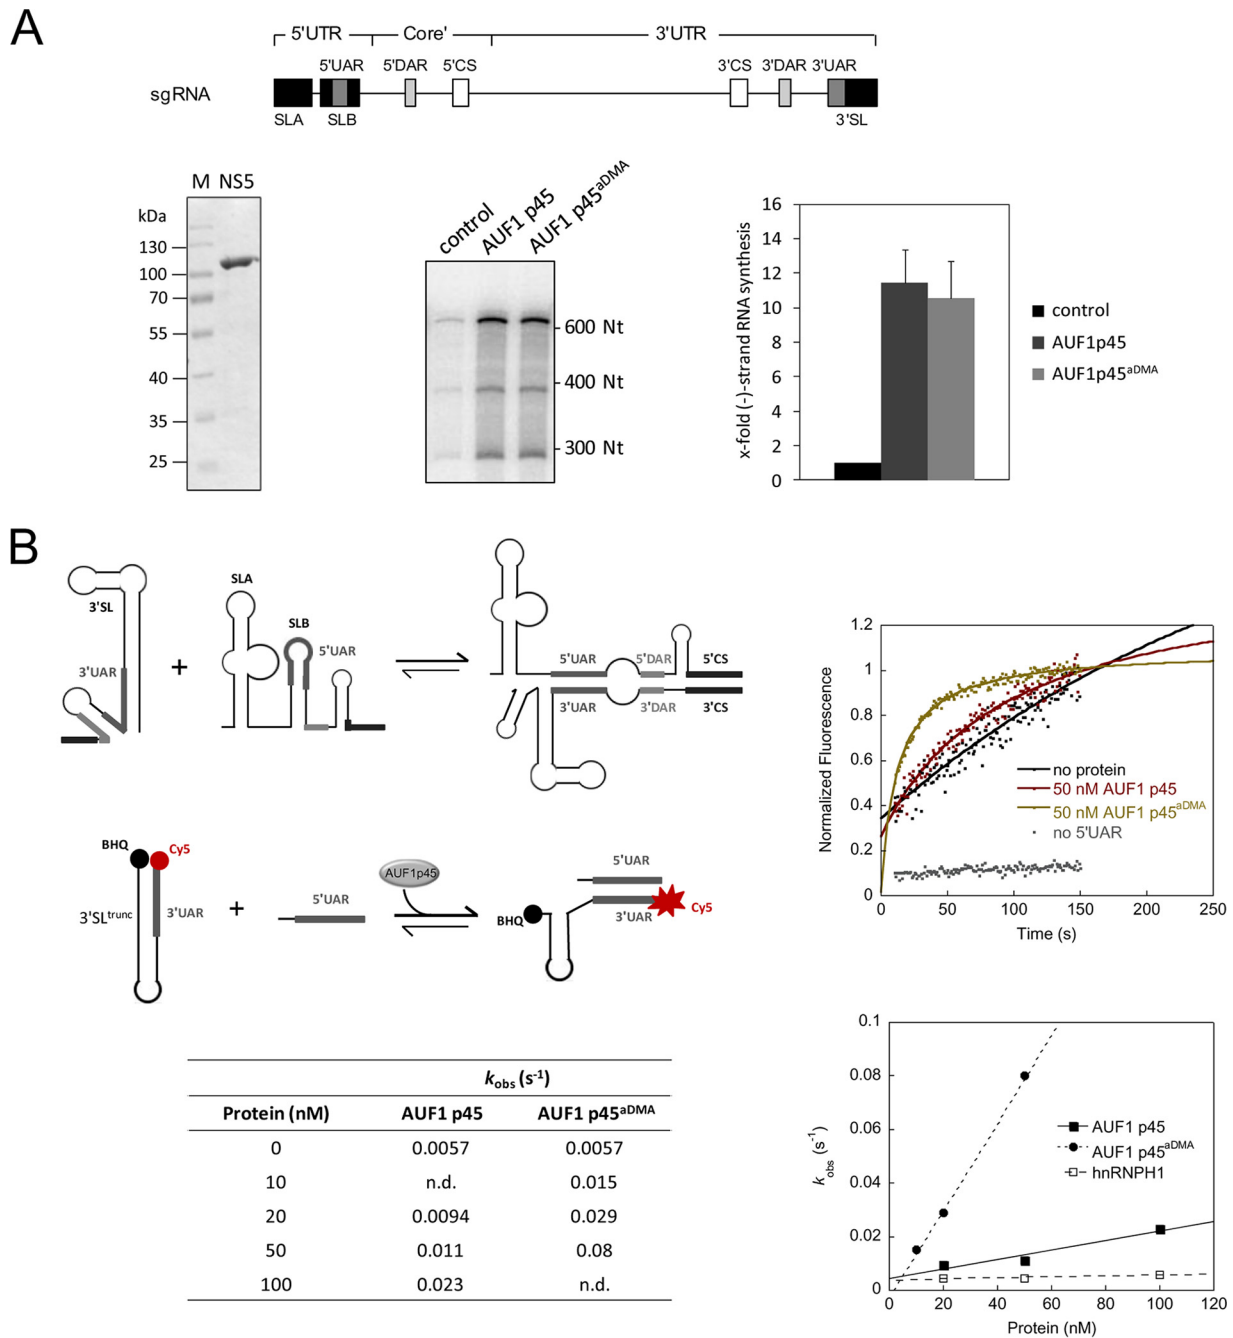 A
5'UTR Core' 3'UTR
5'UAR 5'DAR 5'CS 3'CS 3'DAR 3'UAR
sgRNA
SLA SLB 3'SL
M NS5
kDa
130
100
70
55
40
35
25
control
AUF1 p45
AUF1 p45aDMA
600 Nt
400 Nt
300 Nt
x-fold (-)-strand RNA synthesis
16
14
12
10
8
6
4
2
0
control
AUF1p45
AUF1p45aDMA
B
3'SL
3'UAR
+
SLA
SLB
5'UAR
5'UAR 5'DAR 5'CS
3'UAR 3'DAR 3'CS
BHQ Cy5
3'SLtrunc 3'UAR
+
5'UAR
AUF1p45
5'UAR
BHQ 3'UAR Cy5
Normalized Fluorescence
1.2
1
0.8
0.6
0.4
0.2
0
no protein
50 nM AUF1 p45
50 nM AUF1 p45aDMA
no 5'UAR
0 50 100 150 200 250
Time (s)
kobs (s-1)
Protein (nM) AUF1 p45 AUF1 p45aDMA
0 0.0057 0.0057
10 n.d. 0.015
20 0.0094 0.029
50 0.011 0.08
100 0.023 n.d.
kobs (s-1)
0.1
0.08
0.06
0.04
0.02
0
AUF1 p45
AUF1 p45aDMA
hnRNPH1
0 20 40 60 80 100 120
Protein (nM)